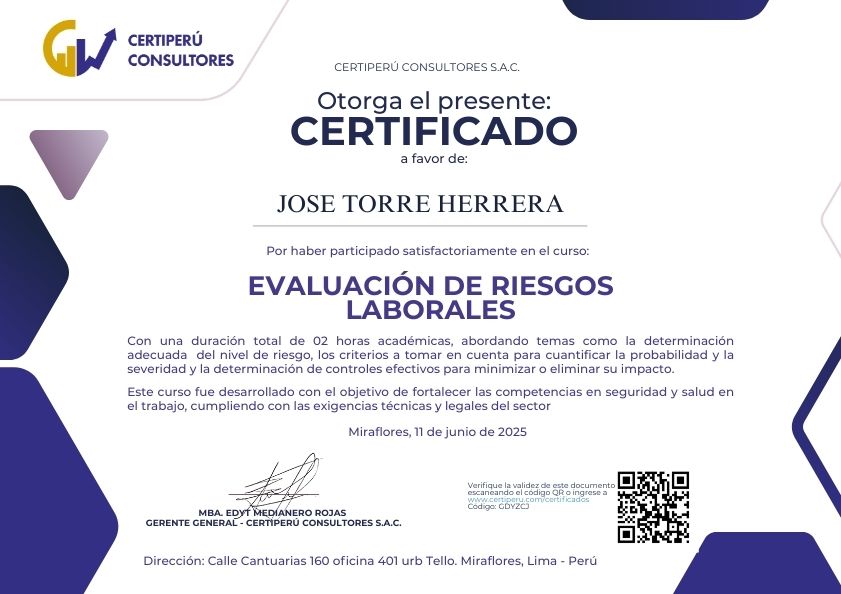 CERTIPERÚ
CONSULTORES
CERTIPERÚ CONSULTORES S.A.C.
Otorga el presente:
CERTIFICADO
a favor de:
JOSE TORRE HERRERA
Por haber participado satisfactoriamente en el curso:
EVALUACIÓN DE RIESGOS
LABORALES
Con una duración total de 02 horas académicas, abordando temas como la determinación
adecuada del nivel de riesgo, los criterios a tomar en cuenta para cuantificar la probabilidad y la
severidad y la determinación de controles efectivos para minimizar o eliminar su impacto.
Este curso fue desarrollado con el objetivo de fortalecer las competencias en seguridad y salud en
el trabajo, cumpliendo con las exigencias técnicas y legales del sector
Miraflores, 11 de junio de 2025
MBA. EDYT MEDIANERO ROJAS
GERENTE GENERAL - CERTIPERÚ CONSULTORES S.A.C.
Verifique la validez de este documento
escaneando el código QR o ingrese a
www.certiperu.com/certificados
Código: GDYZCJ
Dirección: Calle Cantuarias 160 oficina 401 urb Tello. Miraflores, Lima - Perú